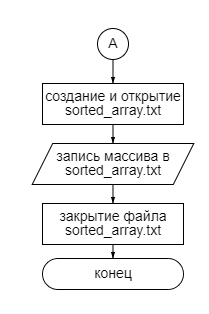 А
создание и открытие
sorted_array.txt
запись массива в
sorted_array.txt
закрытие файла
sorted_array.txt
конец